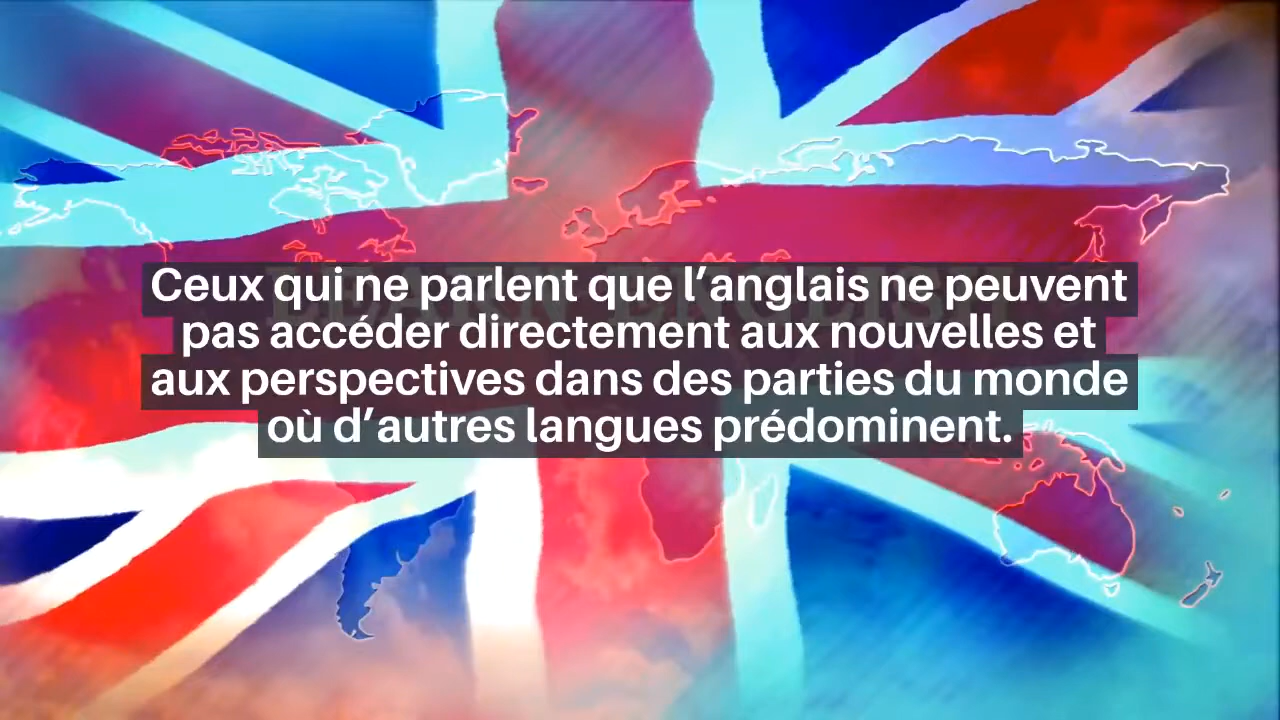 Ceux qui ne parlent que l’anglais ne peuvent
pas accéder directement aux nouvelles et
aux perspectives dans des parties du monde
où d’autres langues prédominent.